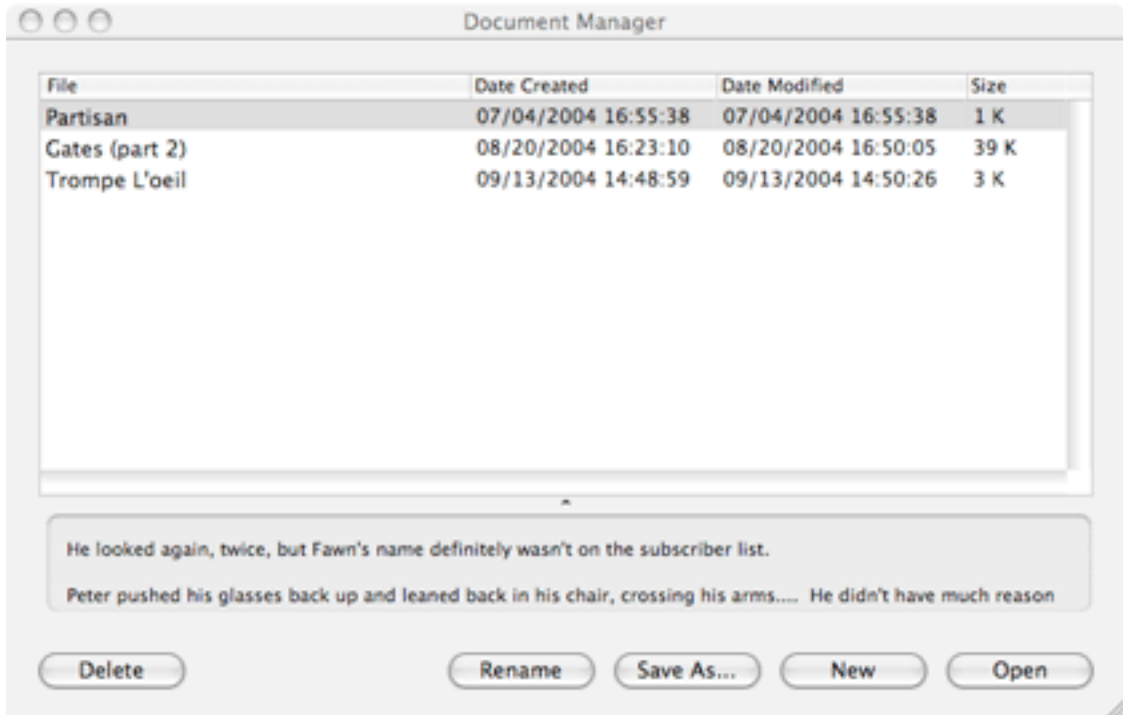 Document Manager
File Date Created Date Modified Size
Partisan 07/04/2004 16:55:38 07/04/2004 16:55:38 1 K
Gates (part 2) 08/20/2004 16:23:10 08/20/2004 16:50:05 39 K
Trompe L'oeil 09/13/2004 14:48:59 09/13/2004 14:50:26 3 K
He looked again, twice, but Fawn's name definitely wasn't on the subscriber list.
Peter pushed his glasses back up and leaned back in his chair, crossing his arms.... He didn't have much reason
Delete Rename Save As... New Open